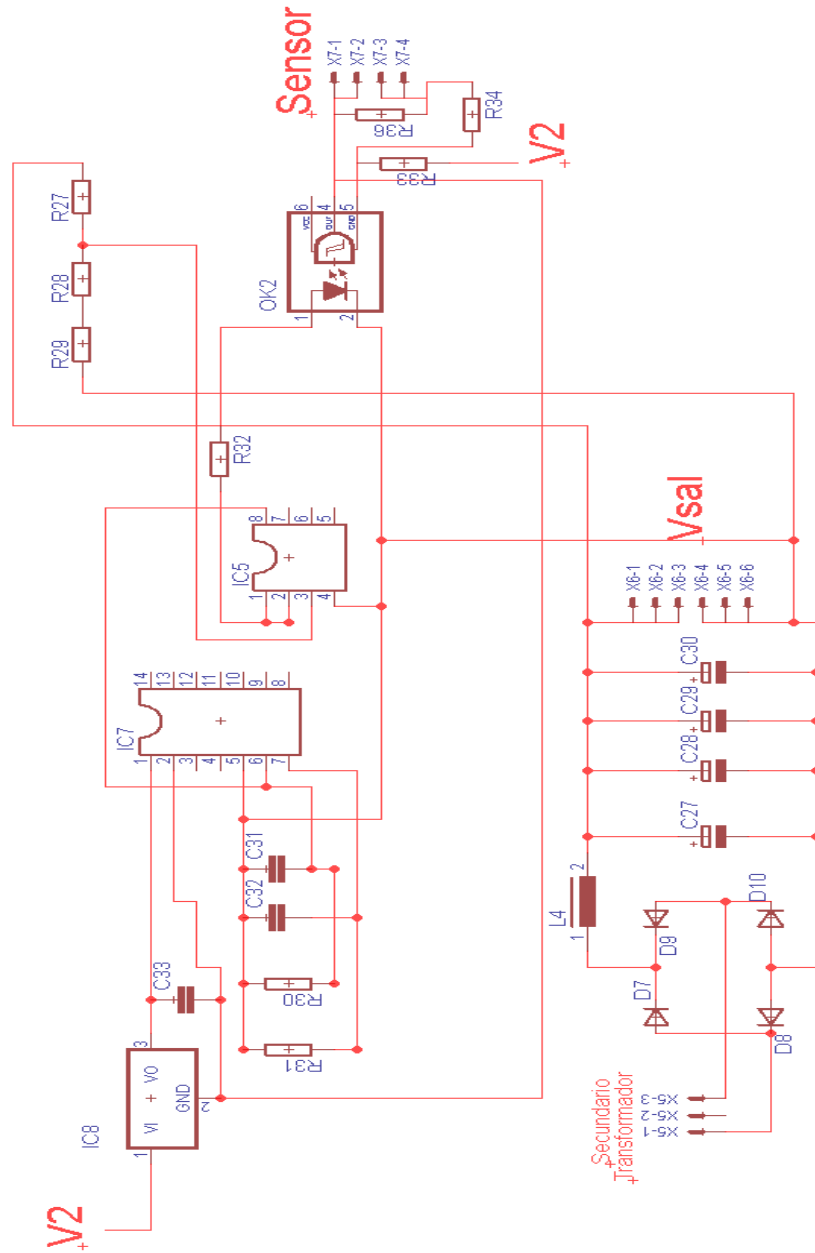 Sensor
X7-1
X7-2
X7-3
X7-4
R36
R34
R33
V2
R27
R28
R29
OK2
6
4
5
VCC
OUT
GND
1
2
R32
IC5
8
7
6
5
1
2
3
4
Vsal
X6-1
X6-2
X6-3
X6-4
X6-5
X6-6
IC7
14
13
12
11
10
9
8
1
2
3
4
5
6
7
C30
C29
C28
C27
C31
C32
C33
R30
R31
L4
1
2
D9
D10
D7
D8
IC8
VI
VO
GND
1
3
2
V2
Secundario
Transformador
X5-3
X5-2
X5-1